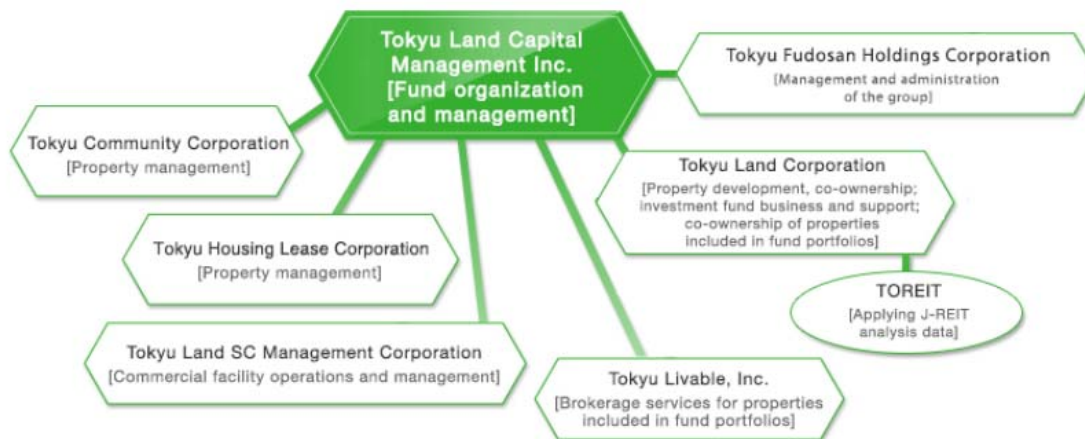 Tokyu Land Capital
Management Inc.
[Fund organization
and management]
Tokyu Fudosan Holdings Corporation
[Management and administration
of the group]
Tokyu Community Corporation
[Property management]
Tokyu Land Corporation
[Property development, co-ownership;
investment fund business and support;
co-ownership of properties
included in fund portfolios]
Tokyu Housing Lease Corporation
[Property management]
TOREIT
[Applying J-REIT
analysis data]
Tokyu Land SC Management Corporation
[Commercial facility operations and management]
Tokyu Livable, Inc.
[Brokerage services for properties
included in fund portfolios]